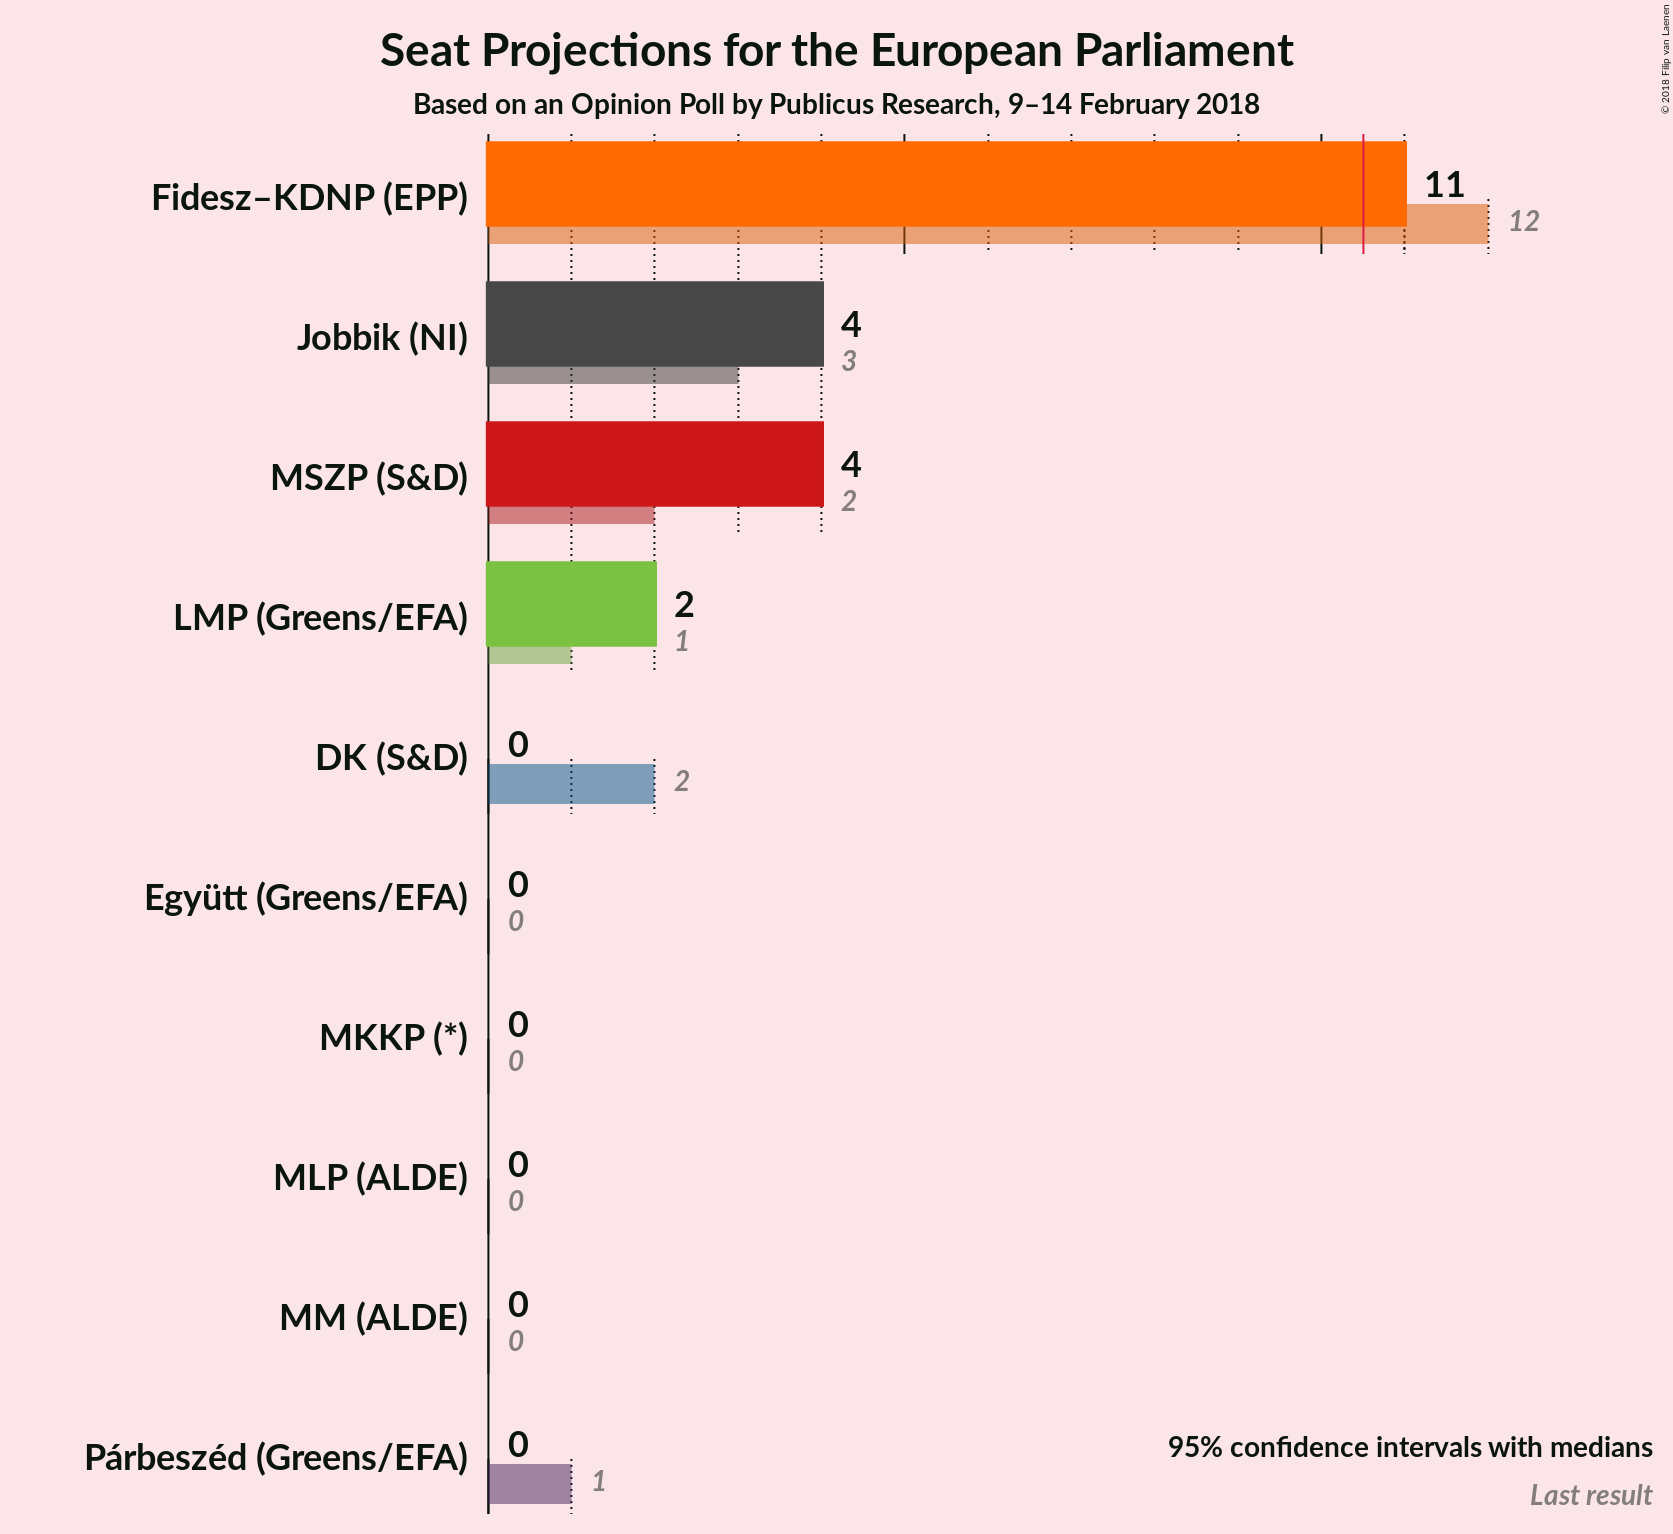 Seat Projections for the European Parliament
Based on an Opinion Poll by Publicus Research, 9–14 February 2018
© 2018 Filip van Laenen
Fidesz–KDNP (EPP)
11
12
Jobbik (NI)
4
3
MSZP (S&D)
4
2
LMP (Greens/EFA)
2
1
DK (S&D)
0
2
Együtt (Greens/EFA)
0
0
MKKP (*)
0
0
MLP (ALDE)
0
0
MM (ALDE)
0
0
Párbeszéd (Greens/EFA)
0
1
95% confidence intervals with medians
Last result